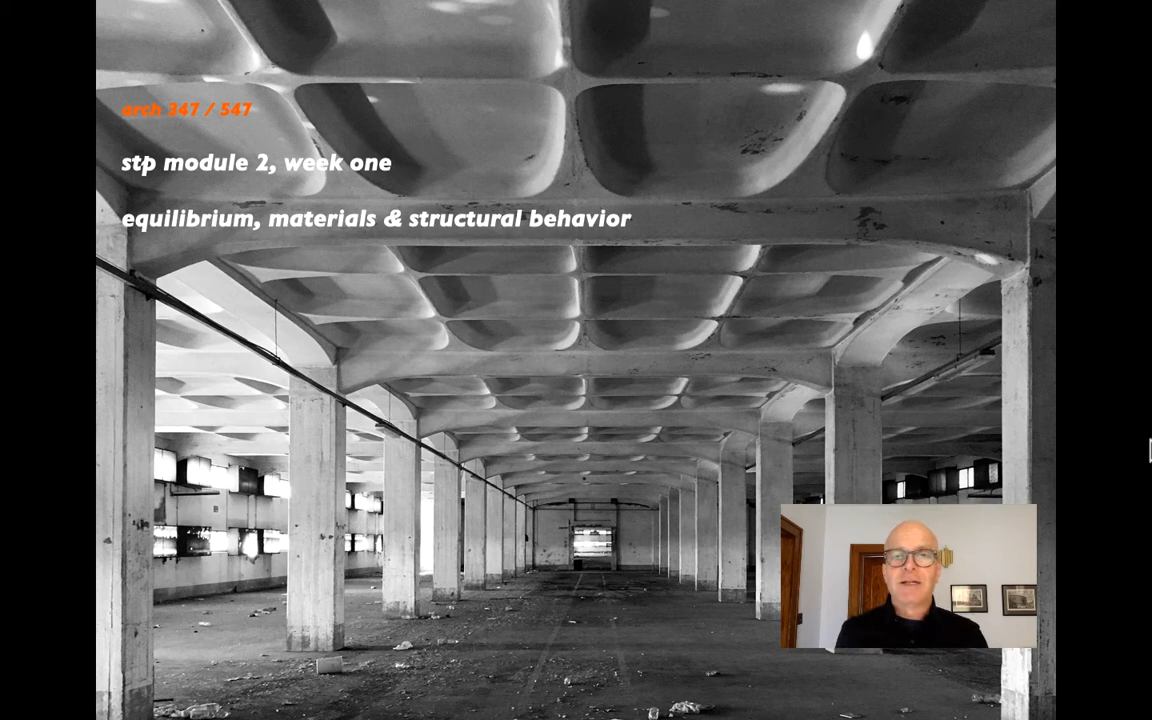 arch 347 / 547
stp module 2, week one
equilibrium, materials & structural behavior